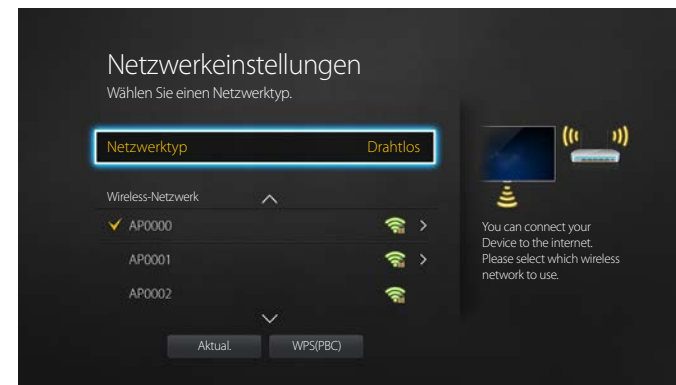 Netzwerkeinstellungen
Wählen Sie einen Netzwerktyp.
Netzwerktyp Drahtlos
Wireless-Netzwerk
AP0000
AP0001
AP0002
Aktual. WPS(PBC)
You can connect your
Device to the internet.
Please select which wireless
network to use.